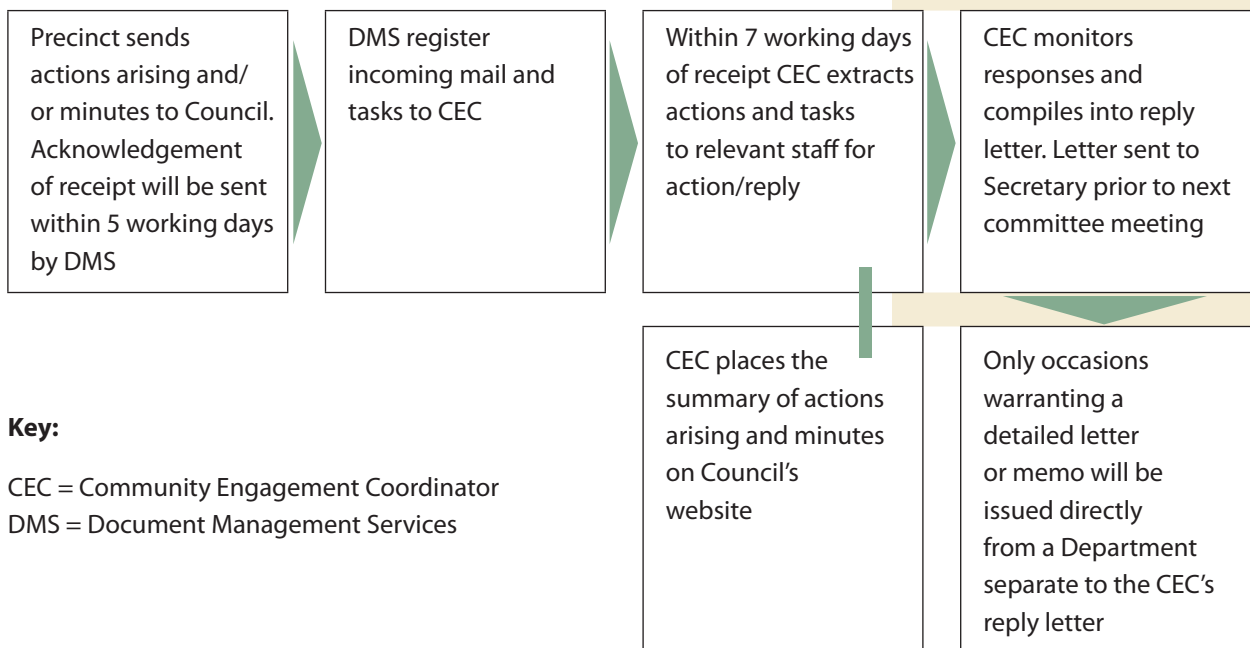 Precinct sends
actions arising and/
or minutes to Council.
Acknowledgement
of receipt will be sent
within 5 working days
by DMS
DMS register
incoming mail and
tasks to CEC
Within 7 working days
of receipt CEC extracts
actions and tasks
to relevant staff for
action/reply
CEC monitors
responses and
compiles into reply
letter. Letter sent to
Secretary prior to next
committee meeting
CEC places the
summary of actions
arising and minutes
on Council’s
website
Only occasions
warranting a
detailed letter
or memo will be
issued directly
from a Department
separate to the CEC’s
reply letter
Key:
CEC = Community Engagement Coordinator
DMS = Document Management Services